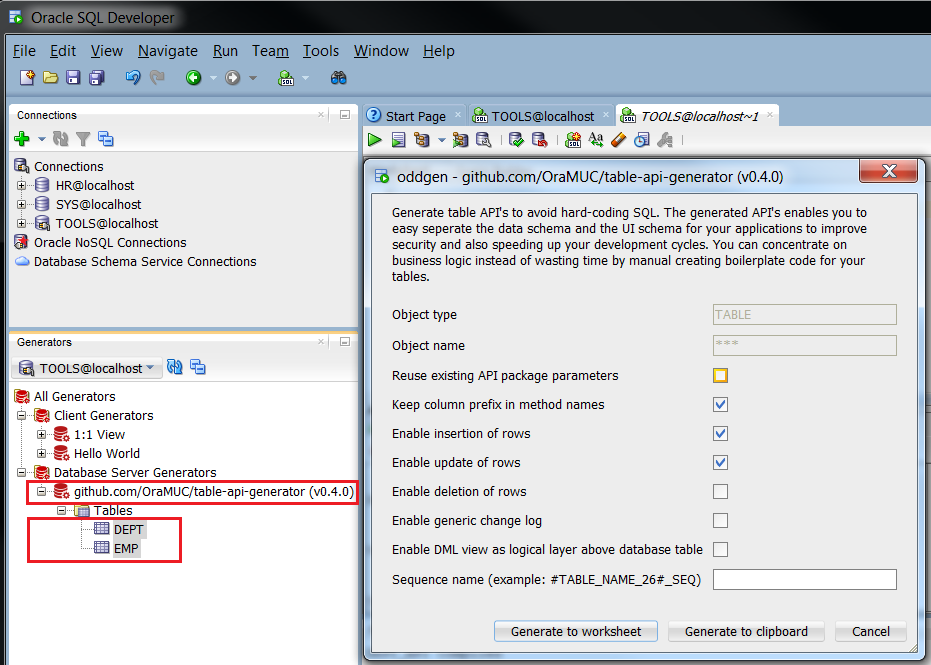 Oracle SQL Developer
File Edit View Navigate Run Team Tools Window Help
Connections
Connections
HR@localhost
SYS@localhost
TOOLS@localhost
Oracle NoSQL Connections
Database Schema Service Connections
Generators
TOOLS@localhost
All Generators
Client Generators
1:1 View
Hello World
Database Server Generators
github.com/OraMUC/table-api-generator (v0.4.0)
Tables
DEPT
EMP
Start Page TOOLS@localhost TOOLS@localhost~1
oddgen - github.com/OraMUC/table-api-generator (v0.4.0)
Generate table API's to avoid hard-coding SQL. The generated API's enables you to
easy seperate the data schema and the UI schema for your applications to improve
security and also speeding up your development cycles. You can concentrate on
business logic instead of wasting time by manual creating boilerplate code for your
tables.
Object type TABLE
Object name ***
Reuse existing API package parameters
Keep column prefix in method names
Enable insertion of rows
Enable update of rows
Enable deletion of rows
Enable generic change log
Enable DML view as logical layer above database table
Sequence name (example: #TABLE_NAME_26#_SEQ)
Generate to worksheet Generate to clipboard Cancel